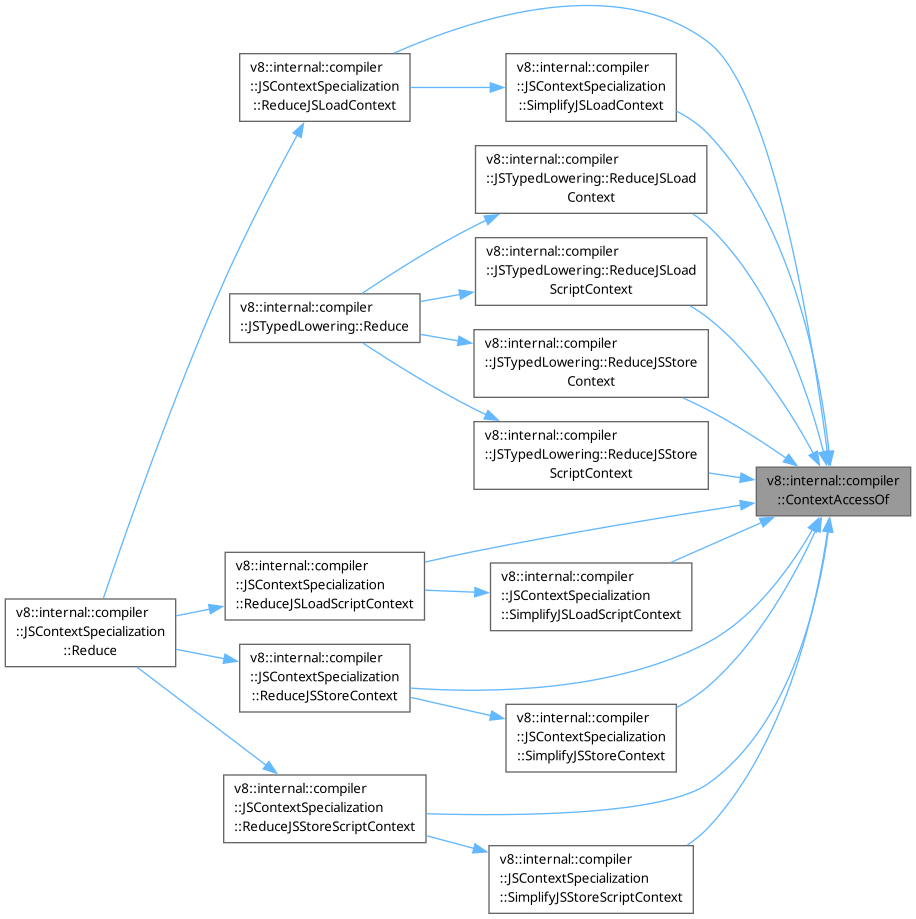 v8::internal::compiler
::JSContextSpecialization
::ReduceJSLoadContext
v8::internal::compiler
::JSContextSpecialization
::SimplifyJSLoadContext
v8::internal::compiler
::JSTypedLowering::ReduceJSLoad
Context
v8::internal::compiler
::JSTypedLowering::ReduceJSLoad
ScriptContext
v8::internal::compiler
::JSTypedLowering::Reduce
v8::internal::compiler
::JSTypedLowering::ReduceJSStore
Context
v8::internal::compiler
::JSTypedLowering::ReduceJSStore
ScriptContext
v8::internal::compiler
::ContextAccessOf
v8::internal::compiler
::JSContextSpecialization
::ReduceJSLoadScriptContext
v8::internal::compiler
::JSContextSpecialization
::SimplifyJSLoadScriptContext
v8::internal::compiler
::JSContextSpecialization
::Reduce
v8::internal::compiler
::JSContextSpecialization
::ReduceJSStoreContext
v8::internal::compiler
::JSContextSpecialization
::SimplifyJSStoreContext
v8::internal::compiler
::JSContextSpecialization
::ReduceJSStoreScriptContext
v8::internal::compiler
::JSContextSpecialization
::SimplifyJSStoreScriptContext